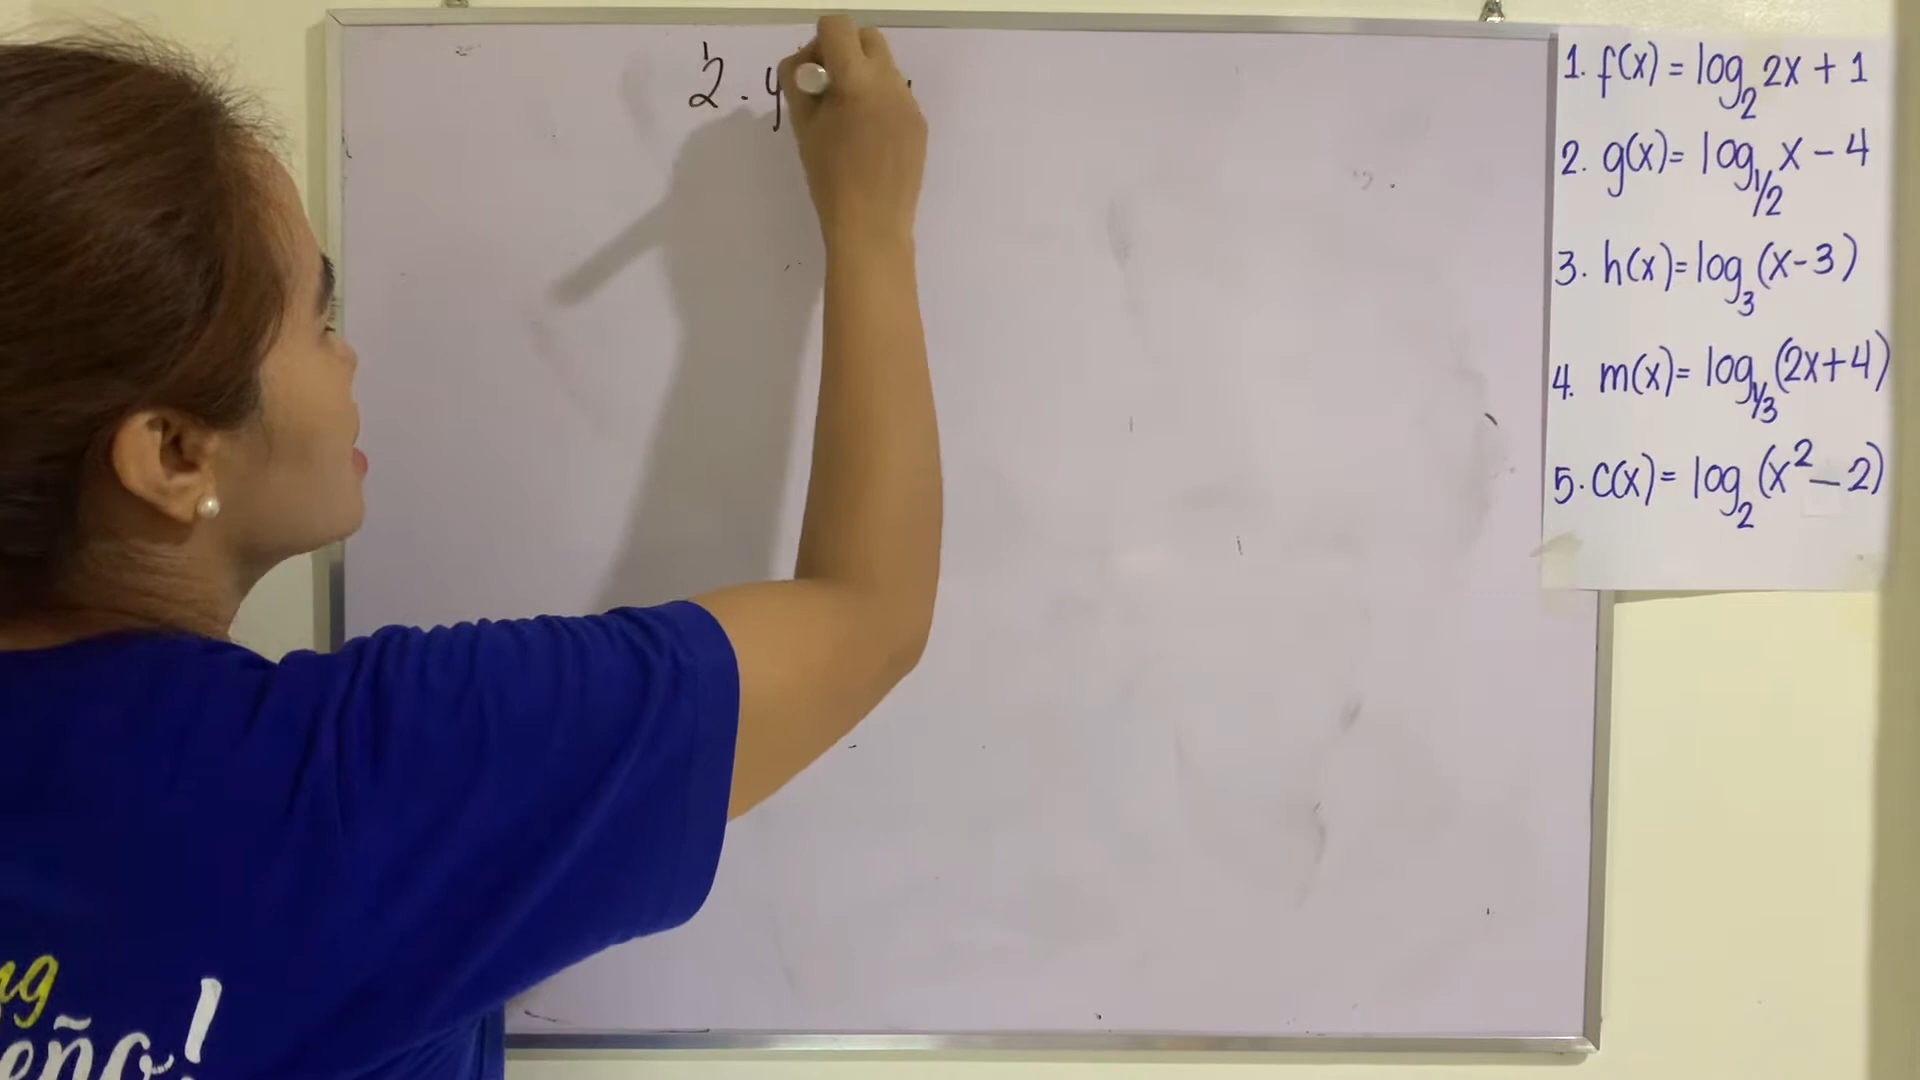 2. y
1. f(x) = log₂ 2x + 1
2. g(x) = log₁/₂ x - 4
3. h(x) = log₃ (x-3)
4. m(x) = log₁/₃ (2x+4)
5. c(x) = log₂ (x² - 2)